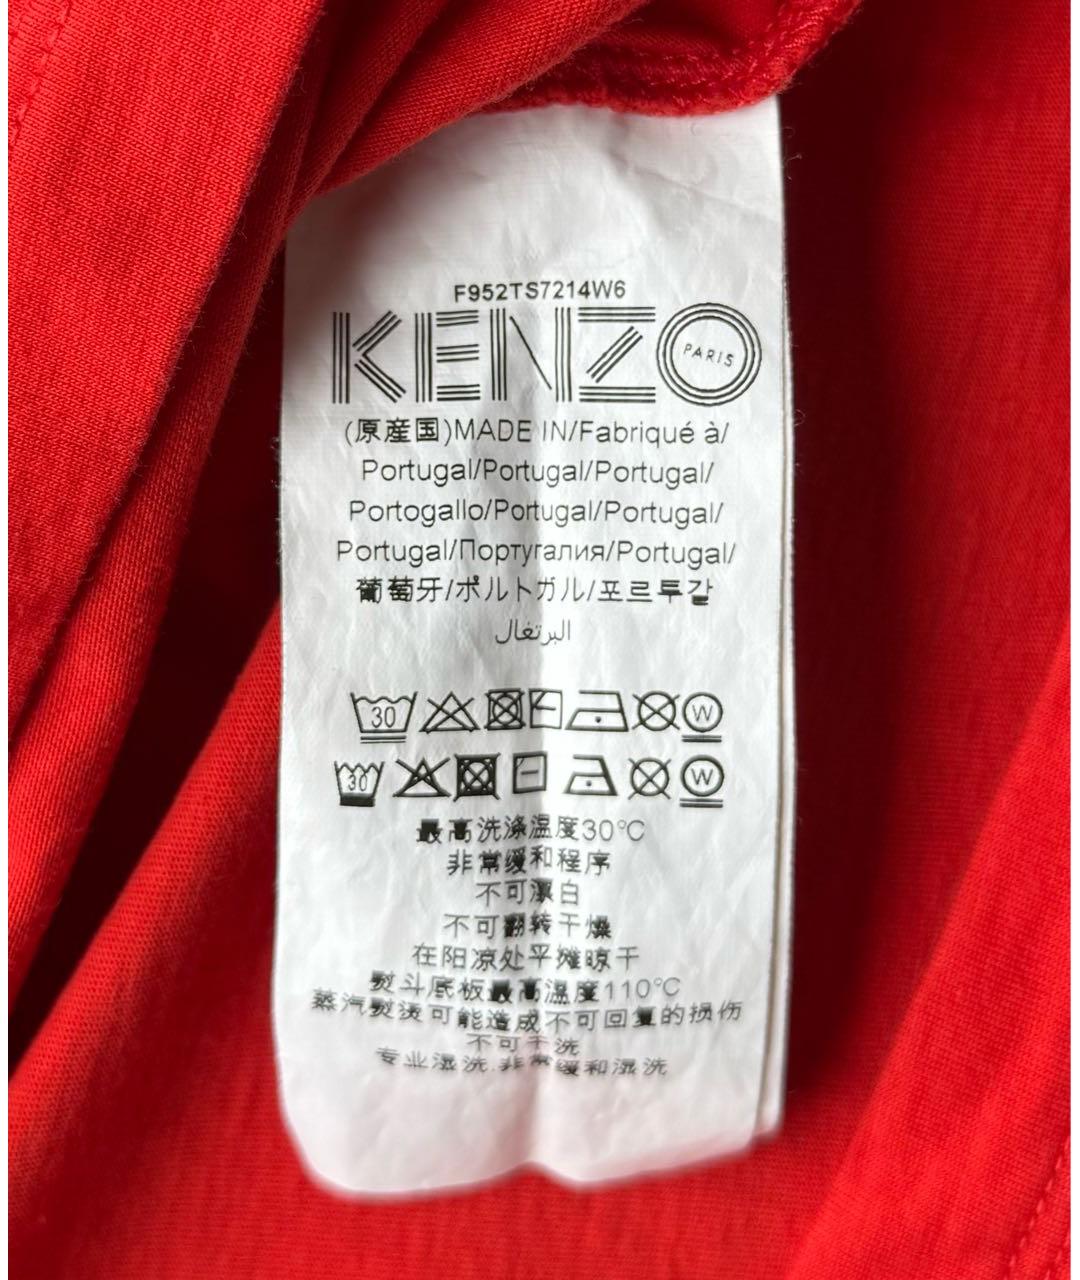 F952TS7214W6
KENZO PARIS
(原産国)MADE IN/Fabriqué à/
Portugal/Portugal/Portugal/
Portogallo/Portugal/Portugal/
Portugal/Португалия/Portugal/
葡萄牙/ポルトガル/포르투갈
البرتغال
30 W
30 W
最高洗涤温度30°C
非常缓和程序
不可漂白
不可翻转干燥
在阳凉处平摊晾干
熨斗底板最高温度110°C
蒸汽熨烫可能造成不可回复的损伤
不可干洗
专业湿洗.非常缓和湿洗